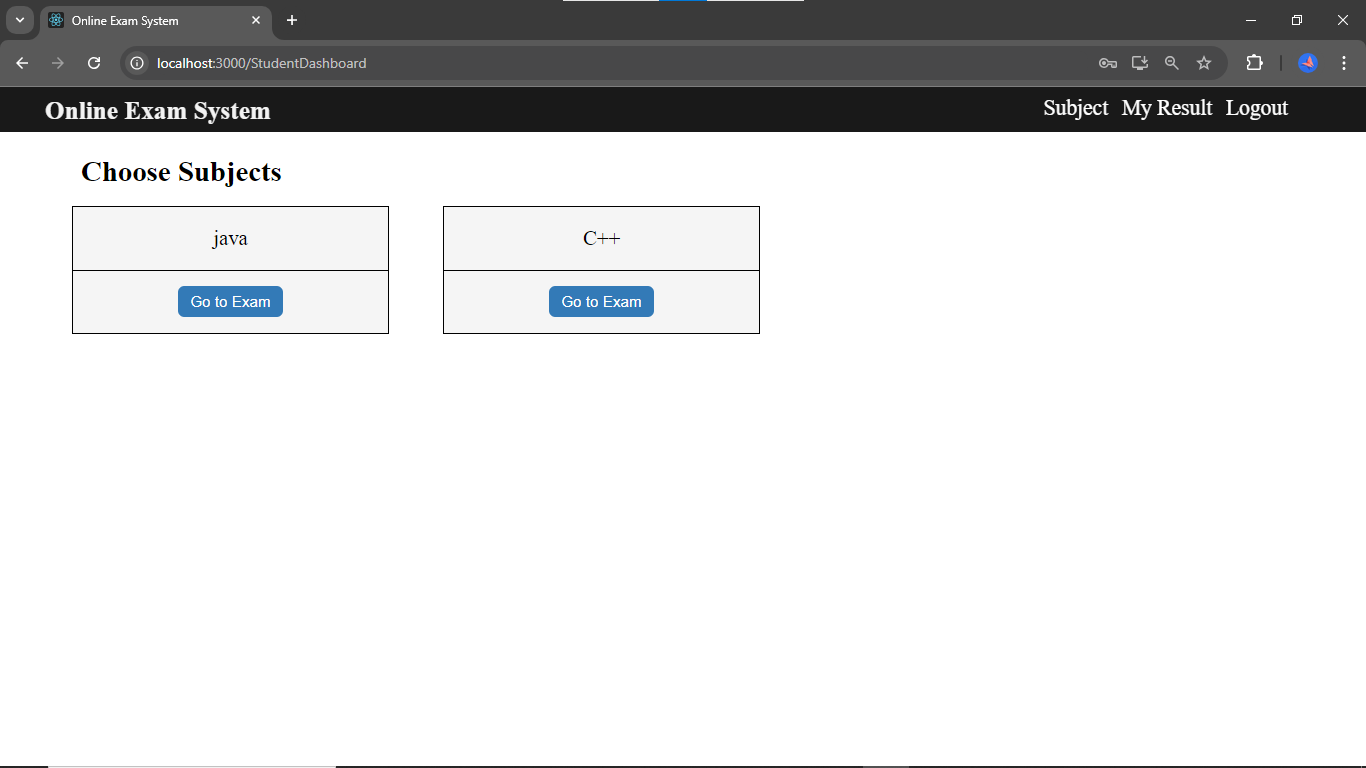 Online Exam System
localhost:3000/StudentDashboard
Online Exam System
Subject My Result Logout
Choose Subjects
java
C++
Go to Exam
Go to Exam